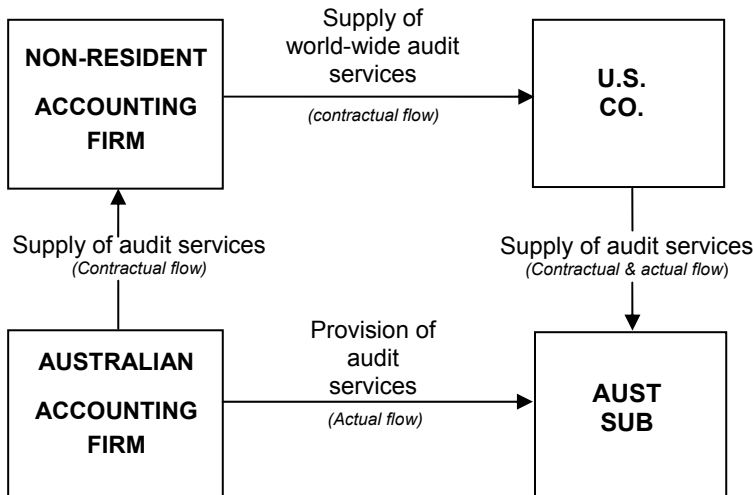 Supply of
world-wide audit
services
(contractual flow)
NON-RESIDENT
ACCOUNTING
FIRM
U.S.
CO.
Supply of audit services
(Contractual flow)
Supply of audit services
(Contractual & actual flow)
AUSTRALIAN
ACCOUNTING
FIRM
Provision of
audit
services
(Actual flow)
AUST
SUB